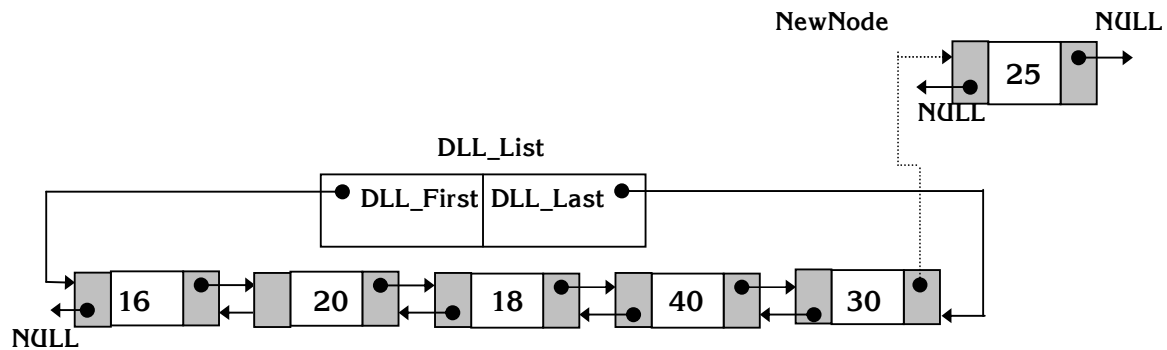 NewNode NULL
25
NULL
DLL_List
DLL_First DLL_Last
16 20 18 40 30
NULL